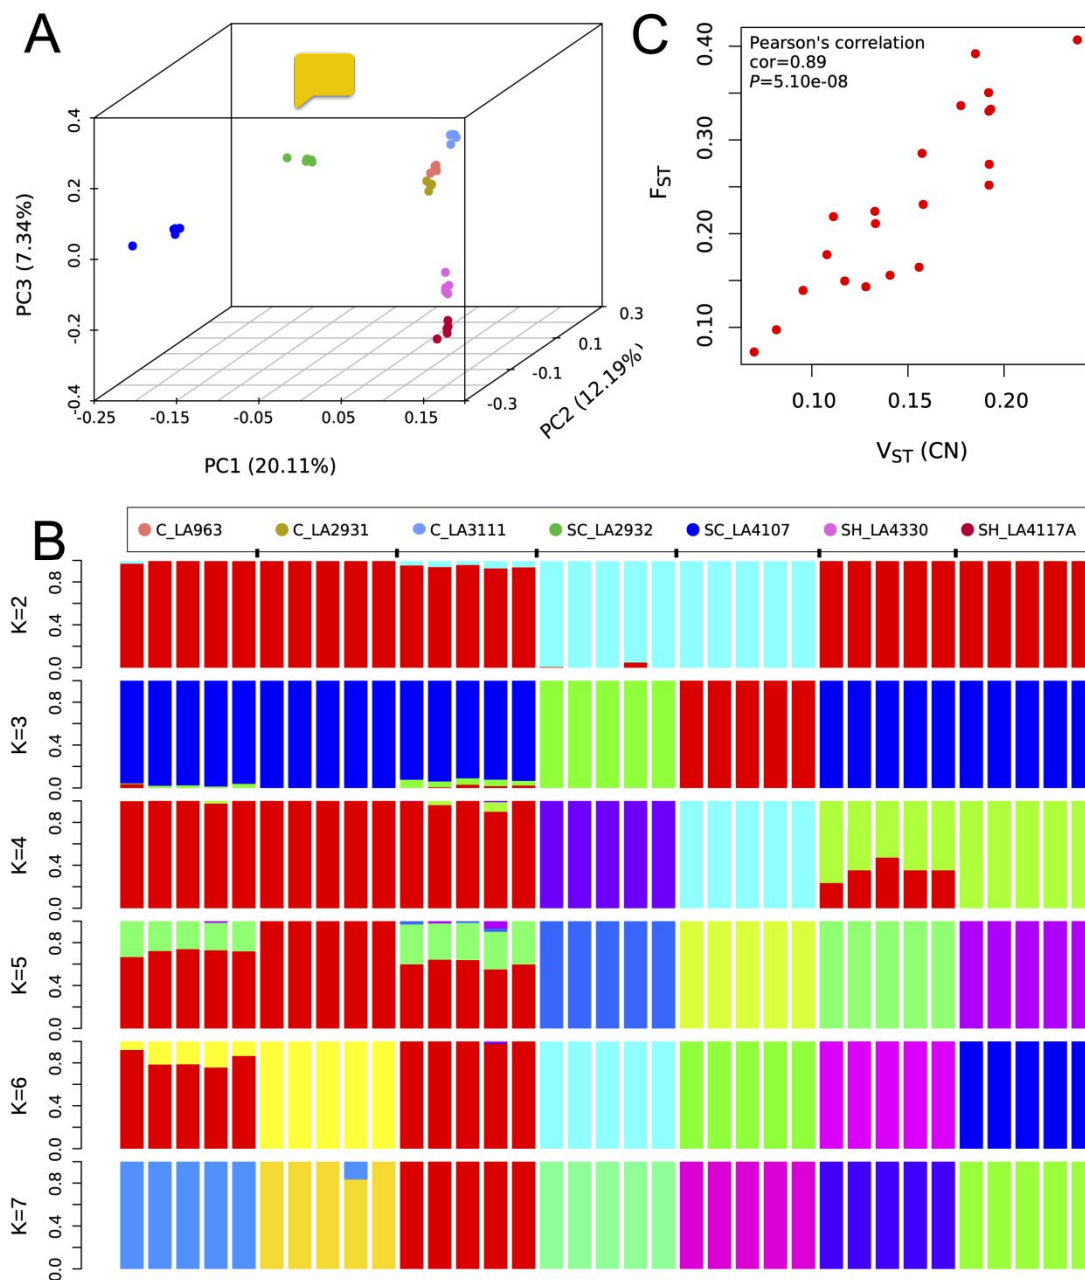 A
0.4
0.2
0.0
-0.2
-0.4
PC3 (7.34%)
-0.25
-0.15
-0.05
0.05
0.15
PC1 (20.11%)
-0.3
-0.1
0.1
0.3
PC2 (12.19%)
C
Pearson's correlation
cor=0.89
P=5.10e-08
0.40
0.30
0.20
0.10
FST
0.10
0.15
0.20
VST (CN)
B
C_LA963
C_LA2931
C_LA3111
SC_LA2932
SC_LA4107
SH_LA4330
SH_LA4117A
K=2
0.8
0.4
0.0
K=3
0.8
0.4
0.0
K=4
0.8
0.4
0.0
K=5
0.8
0.4
0.0
K=6
0.8
0.4
0.0
K=7
0.8
0.4
0.0